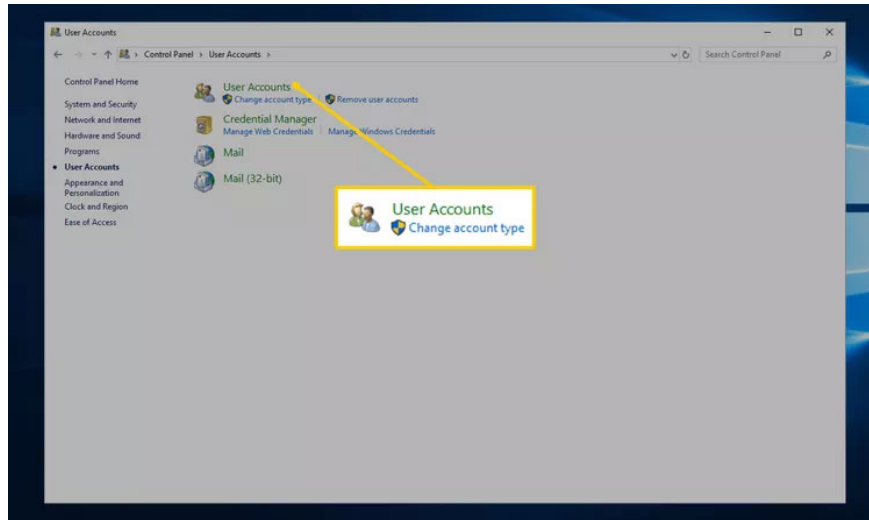 User Accounts
Control Panel > User Accounts >
Search Control Panel
Control Panel Home
System and Security
Network and Internet
Hardware and Sound
Programs
User Accounts
Appearance and
Personalization
Clock and Region
Ease of Access
User Accounts
Change account type
Remove user accounts
Credential Manager
Manage Web Credentials
Manage Windows Credentials
Mail
Mail (32-bit)
User Accounts
Change account type